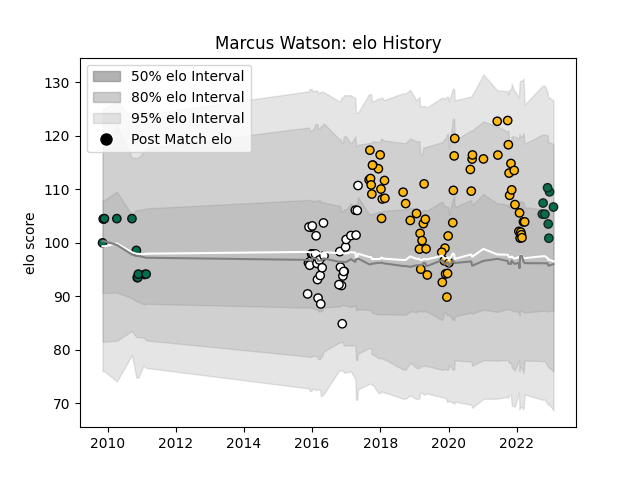 Marcus Watson: elo History
50% elo Interval
80% elo Interval
95% elo Interval
Post Match elo
elo score
130
120
110
100
90
80
70
2010 2012 2014 2016 2018 2020 2022